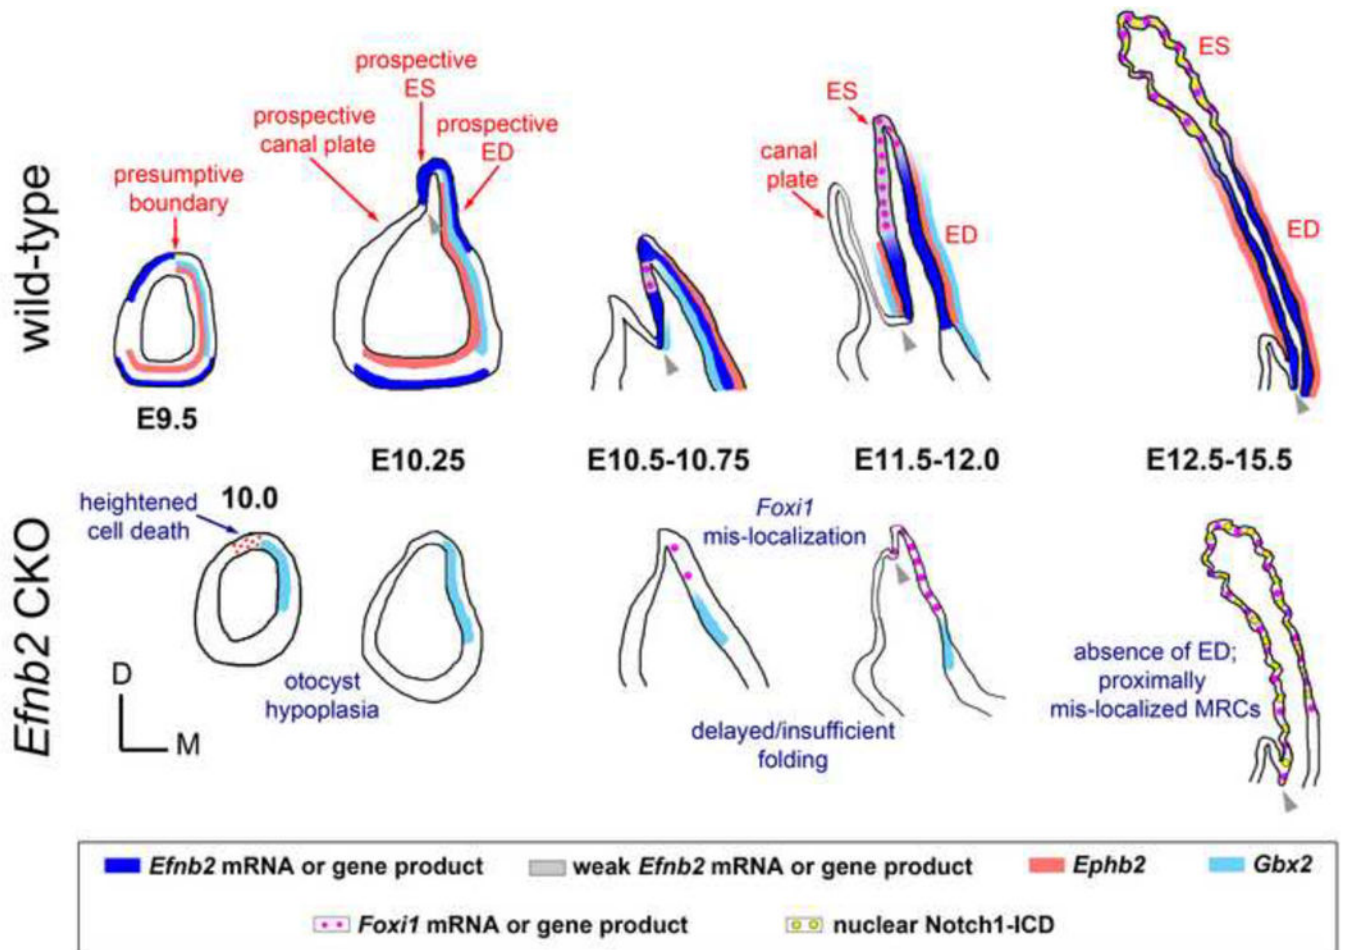 wild-type
prospective
ES
prospective
canal plate
prospective
ED
presumptive
boundary
ES
canal
plate
ED
ES
ED
E9.5
E10.25
E10.5-10.75
E11.5-12.0
E12.5-15.5
Efnb2 CKO
heightened
cell death
10.0
otocyst
hypoplasia
Foxi1
mis-localization
delayed/insufficient
folding
absence of ED;
proximally
mis-localized MRCs
D
M
Efnb2 mRNA or gene product
weak Efnb2 mRNA or gene product
Ephb2
Gbx2
Foxi1 mRNA or gene product
nuclear Notch1-ICD